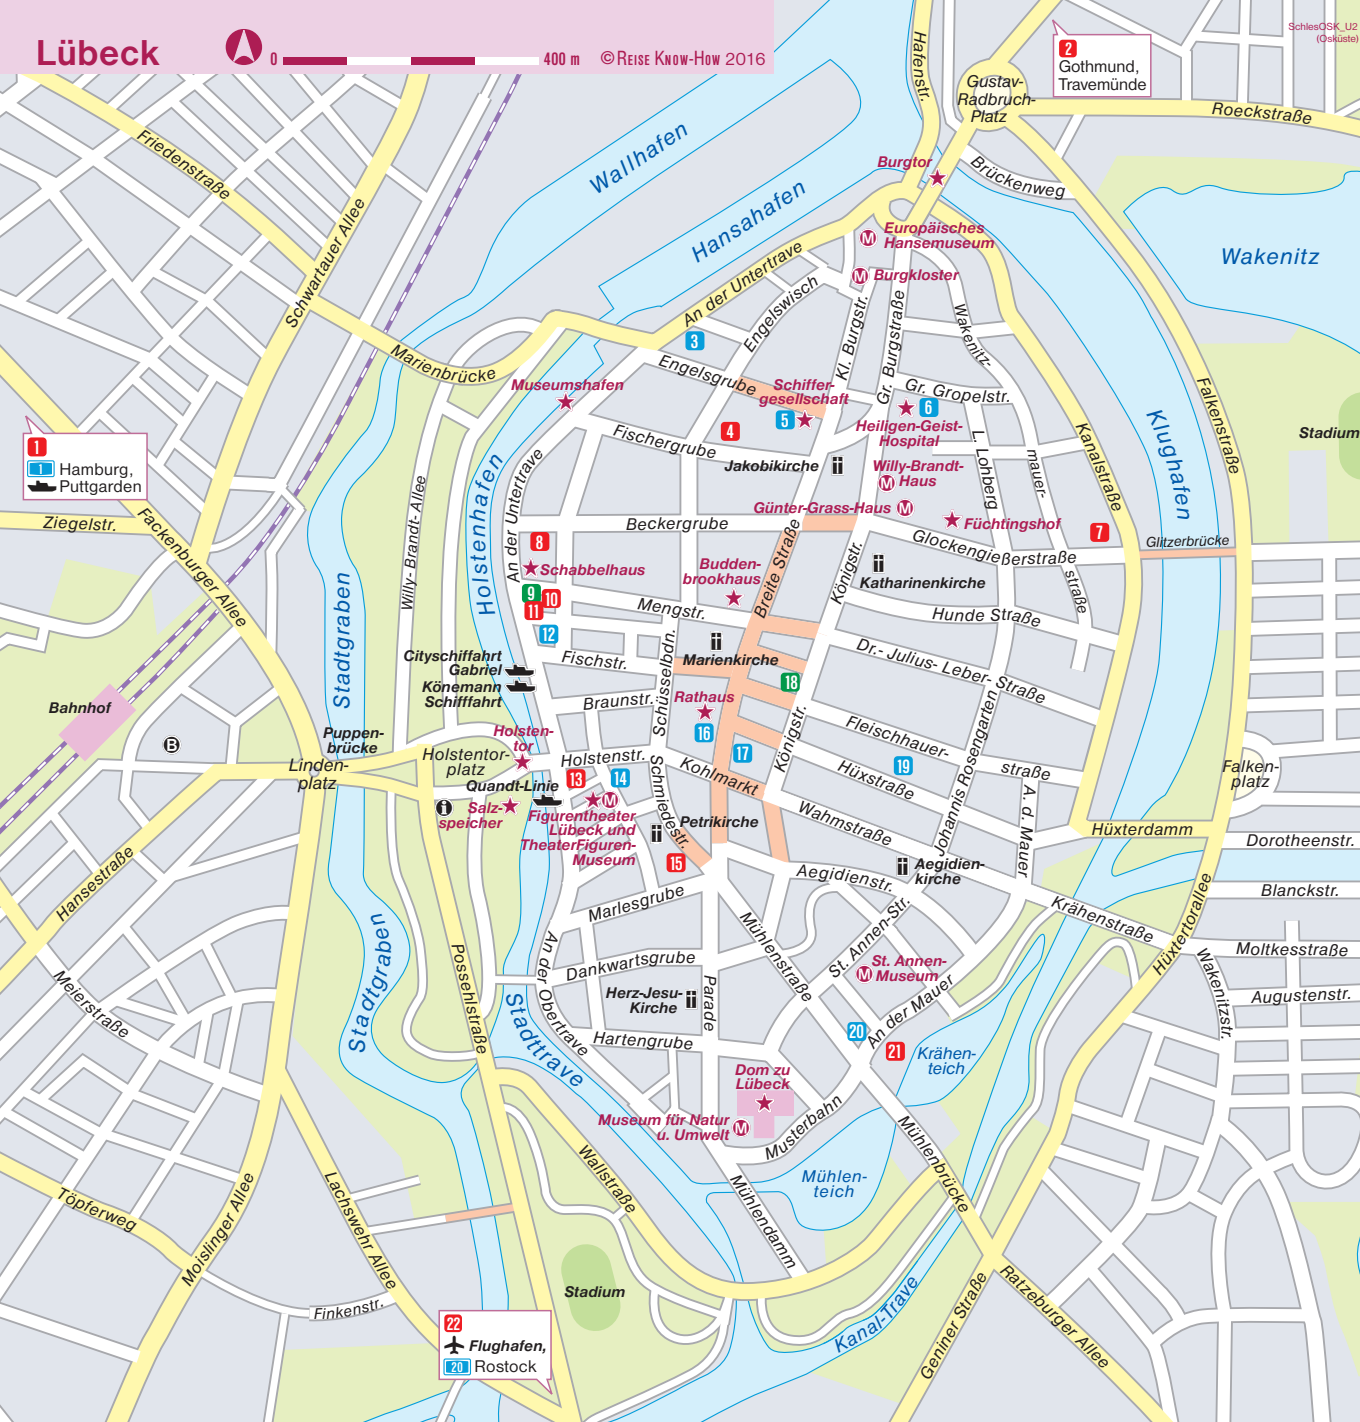 Lübeck
0
400 m
© REISE KNOW-HOW 2016
SchlesOSK_U2
(Osküste)
2
Gothmund,
Travemünde
Gustav-
Radbruch-
Platz
Hafenstr.
Roeckstraße
Brückenweg
Burgtor
Friedenstraße
Wallhafen
Hansahafen
Wakenitz
Europäisches
Hansemuseum
Burgkloster
Schwartauer Allee
An der Untertrave
Engelswisch
Kl. Burgstr.
Gr. Burgstraße
Wakenitz-
mauer-
straße
Marienbrücke
3
Engelsgrube
Museumshafen
Schiffer-
gesellschaft
5
Gr. Gropelstr.
6
Heiligen-Geist-
Hospital
Falkenstraße
Klughafen
Kanalstraße
Stadium
1
1
Hamburg,
Puttgarden
4
Fischergrube
Jakobikirche
Willy-Brandt-
Haus
L. Lohberg
Günter-Grass-Haus
Füchtingshof
Ziegelstr.
Fackenburger Allee
Willy- Brandt- Allee
Holstenhafen
An der Untertrave
Beckergrube
8
Schabbelhaus
9
10
11
12
Breite Straße
Königstr.
Glockengießerstraße
7
Glitzerbrücke
Katharinenkirche
Budden-
brookhaus
Mengstr.
Hunde Straße
Stadtgraben
Cityschiffahrt
Gabriel
Könemann
Schifffahrt
Fischstr.
Schüsselbdn.
Marienkirche
Dr.- Julius- Leber- Straße
18
Bahnhof
B
Braunstr.
Rathaus
16
17
Königstr.
Fleischhauer-
straße
Johannis Rosengarten
Puppen-
brücke
Linden-
platz
Holstentor-
platz
Holsten-
tor
Holstenstr.
Quandt-Linie
13
14
Kohlmarkt
Hüxstraße
19
Falken-
platz
i
Salz-
speicher
Figurentheater
Lübeck und
TheaterFiguren-
Museum
Schmiedestr.
Petrikirche
15
Wahmstraße
A. d. Mauer
Hüxterdamm
Dorotheenstr.
Hansestraße
Aegidienstr.
Aegidien-
kirche
Blanckstr.
Marlesgrube
Krähenstraße
Hüxtertorallee
Moltkesstraße
Mühlenstraße
St. Annen-Str.
St. Annen-
Museum
Stadtgraben
Possehlstraße
An der Obertrave
Dankwartsgrube
Parade
Wakenitzstr.
Augustenstr.
Meierstraße
Herz-Jesu-
Kirche
Stadttrave
Hartengrube
20
An der Mauer
21
Krähen-
teich
Dom zu
Lübeck
Museum für Natur
u. Umwelt
Musterbahn
Mühlen-
teich
Mühlenbrücke
Mühlendamm
Wallstraße
Töpferweg
Moislinger Allee
Lachswehr Allee
Finkenstr.
Stadium
Kanal-Trave
Geniner Straße
Ratzeburger Allee
22
Flughafen,
20
Rostock